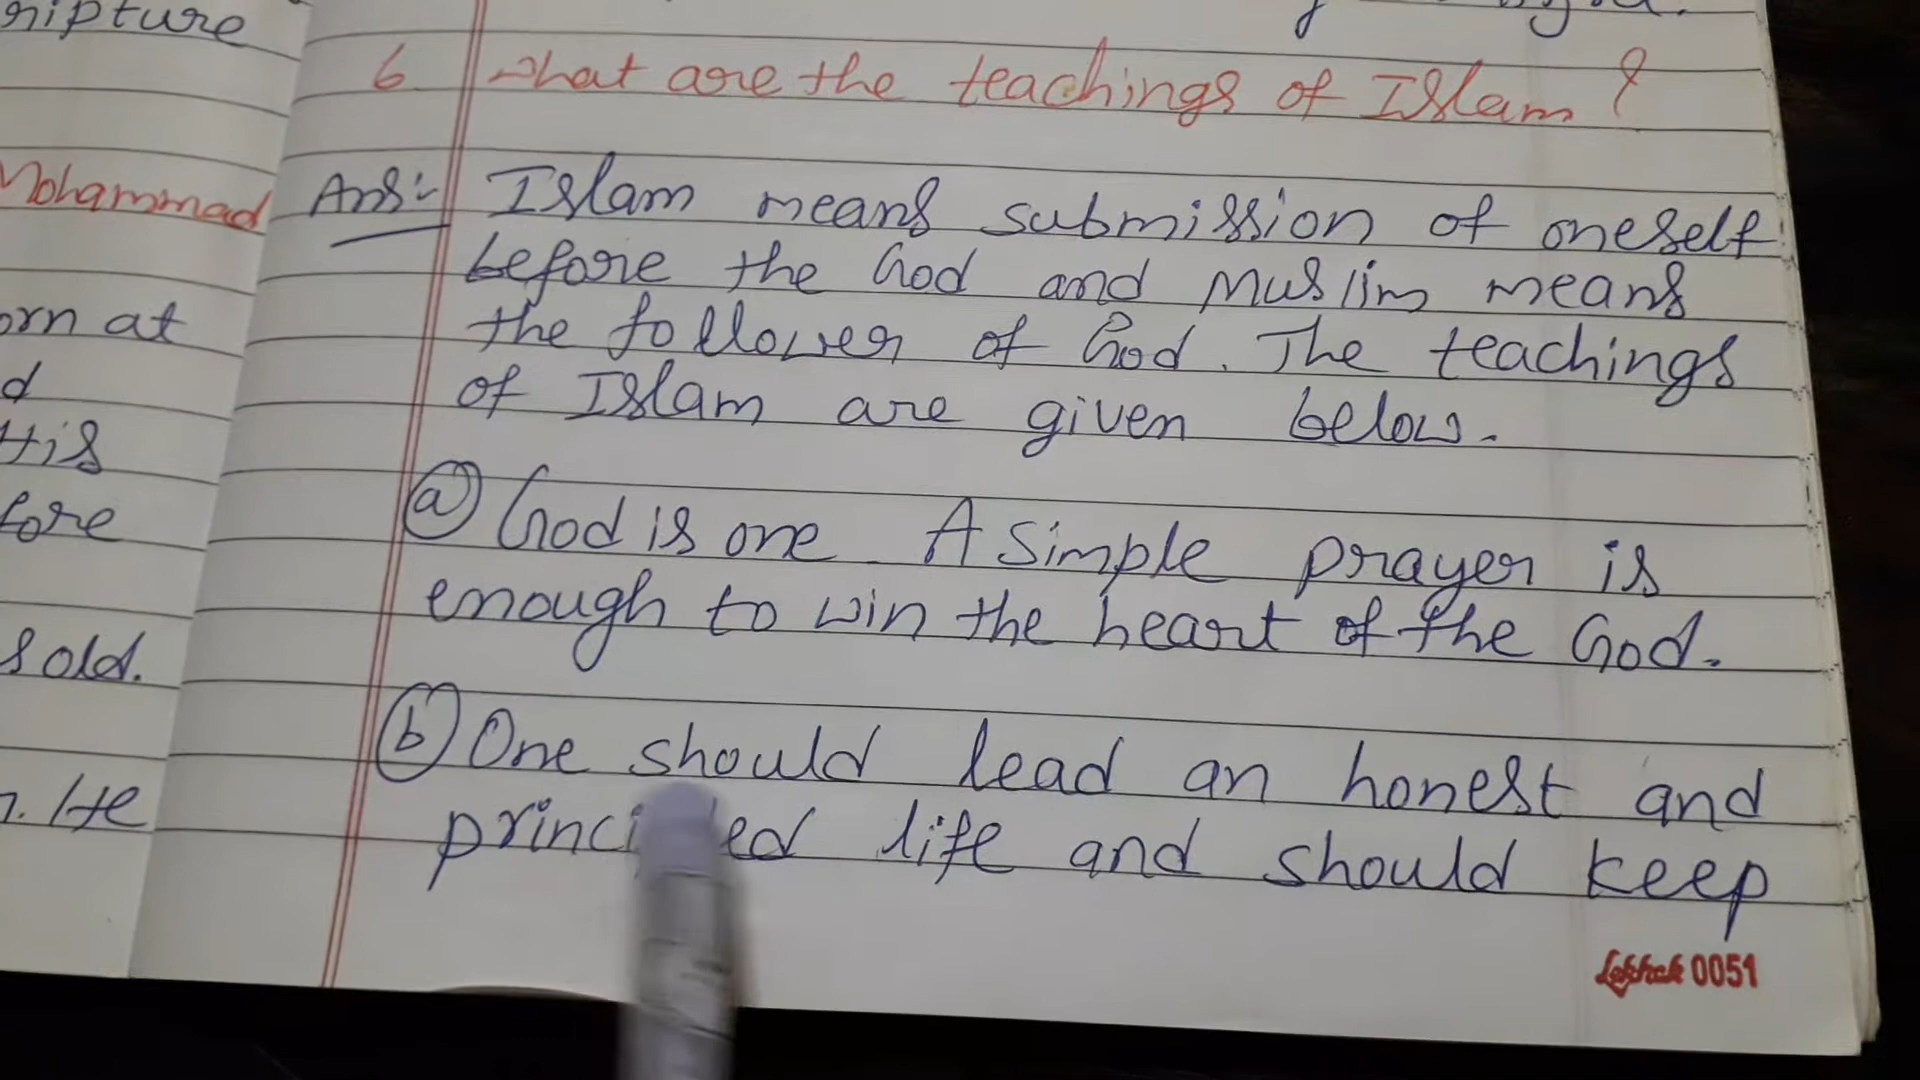 ripture
Mohammad
orn at
d
His
fore
sold.
He
6 What are the teachings of Islam ?
Ans:- Islam means submission of oneself
before the God and Muslim means
the follower of God. The teachings
of Islam are given below.
(a) God is one. A simple prayer is
enough to win the heart of the God.
(b) One should lead an honest and
life and should keep
Lekhak 0051